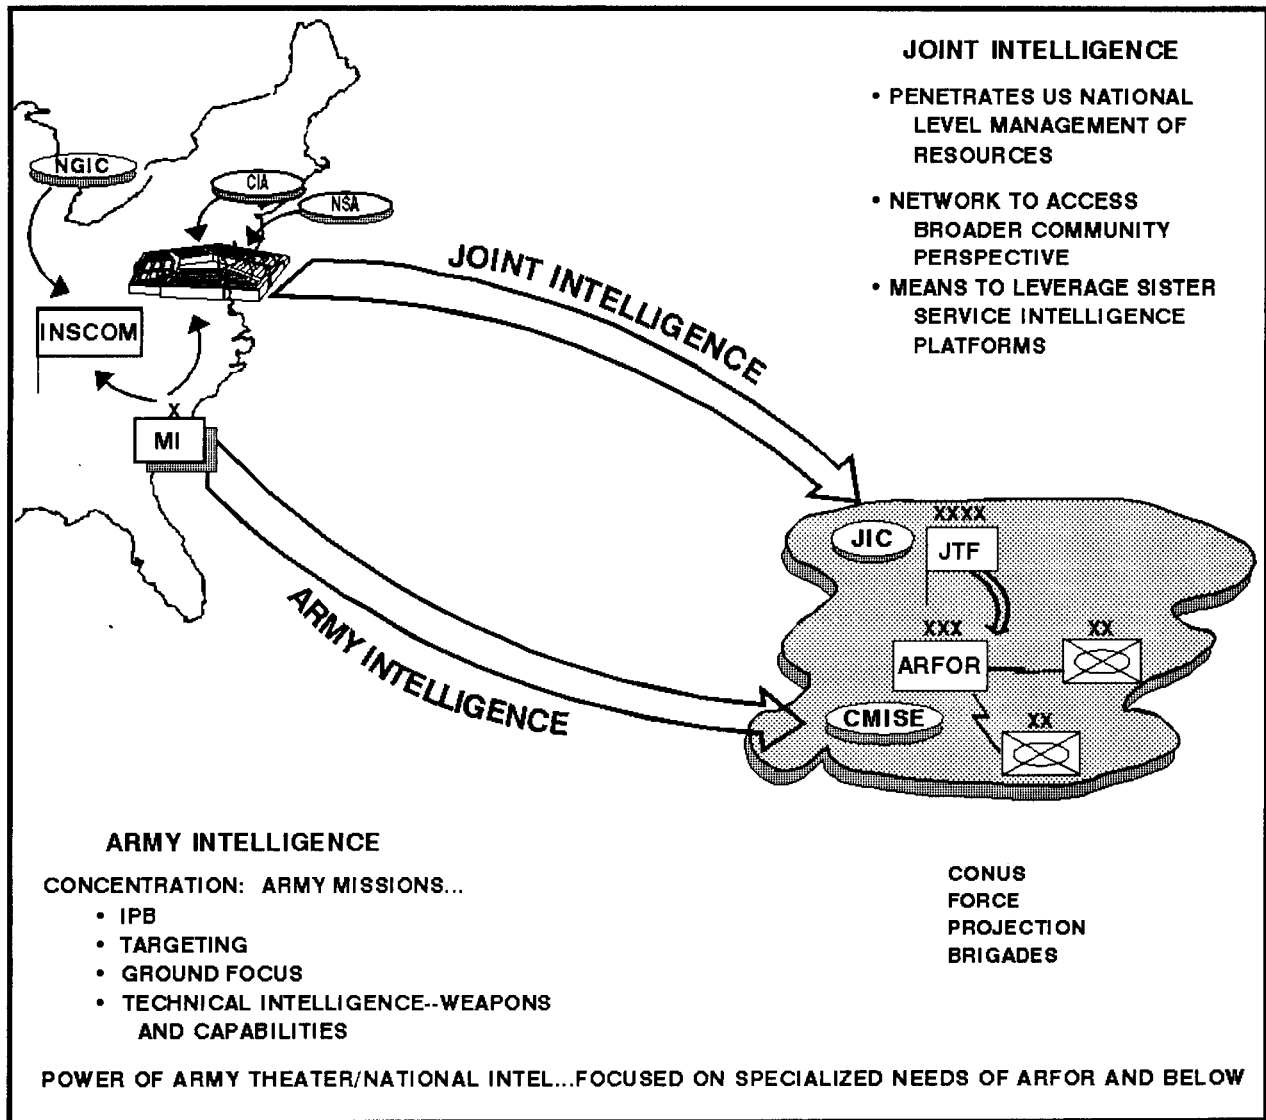 JOINT INTELLIGENCE
• PENETRATES US NATIONAL
LEVEL MANAGEMENT OF
RESOURCES
• NETWORK TO ACCESS
BROADER COMMUNITY
PERSPECTIVE
• MEANS TO LEVERAGE SISTER
SERVICE INTELLIGENCE
PLATFORMS
NGIC
CIA
NSA
JOINT INTELLIGENCE
INSCOM
X
MI
ARMY INTELLIGENCE
XXXX
JIC
JTF
XXX
XX
ARFOR
CMISE
XX
ARMY INTELLIGENCE
CONCENTRATION: ARMY MISSIONS...
• IPB
• TARGETING
• GROUND FOCUS
• TECHNICAL INTELLIGENCE--WEAPONS
AND CAPABILITIES
CONUS
FORCE
PROJECTION
BRIGADES
POWER OF ARMY THEATER/NATIONAL INTEL...FOCUSED ON SPECIALIZED NEEDS OF ARFOR AND BELOW